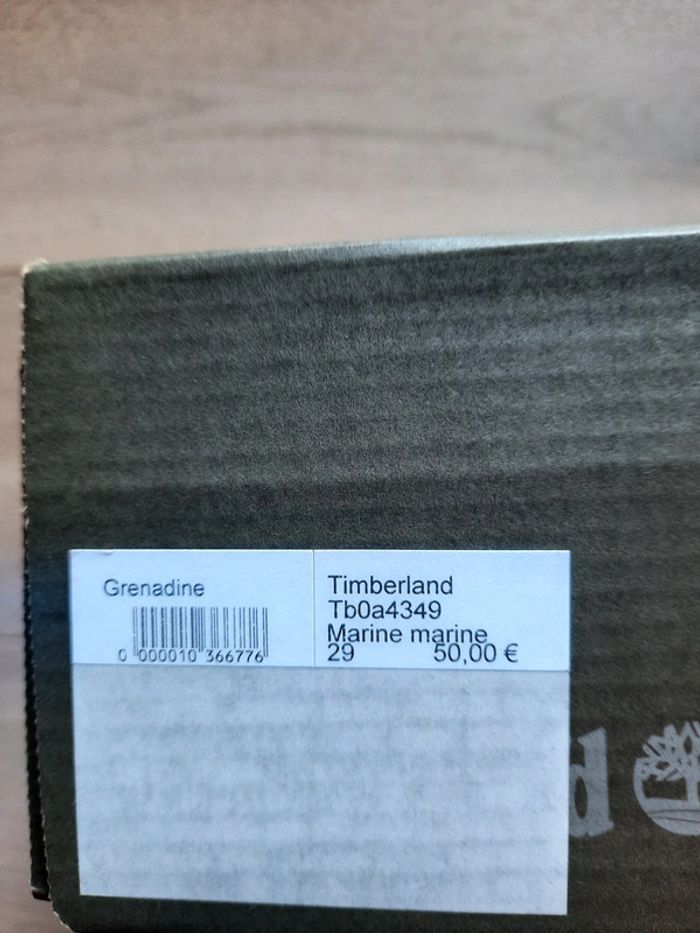 Grenadine
0 000010 366776
Timberland
Tb0a4349
Marine marine
29 50,00 €
d